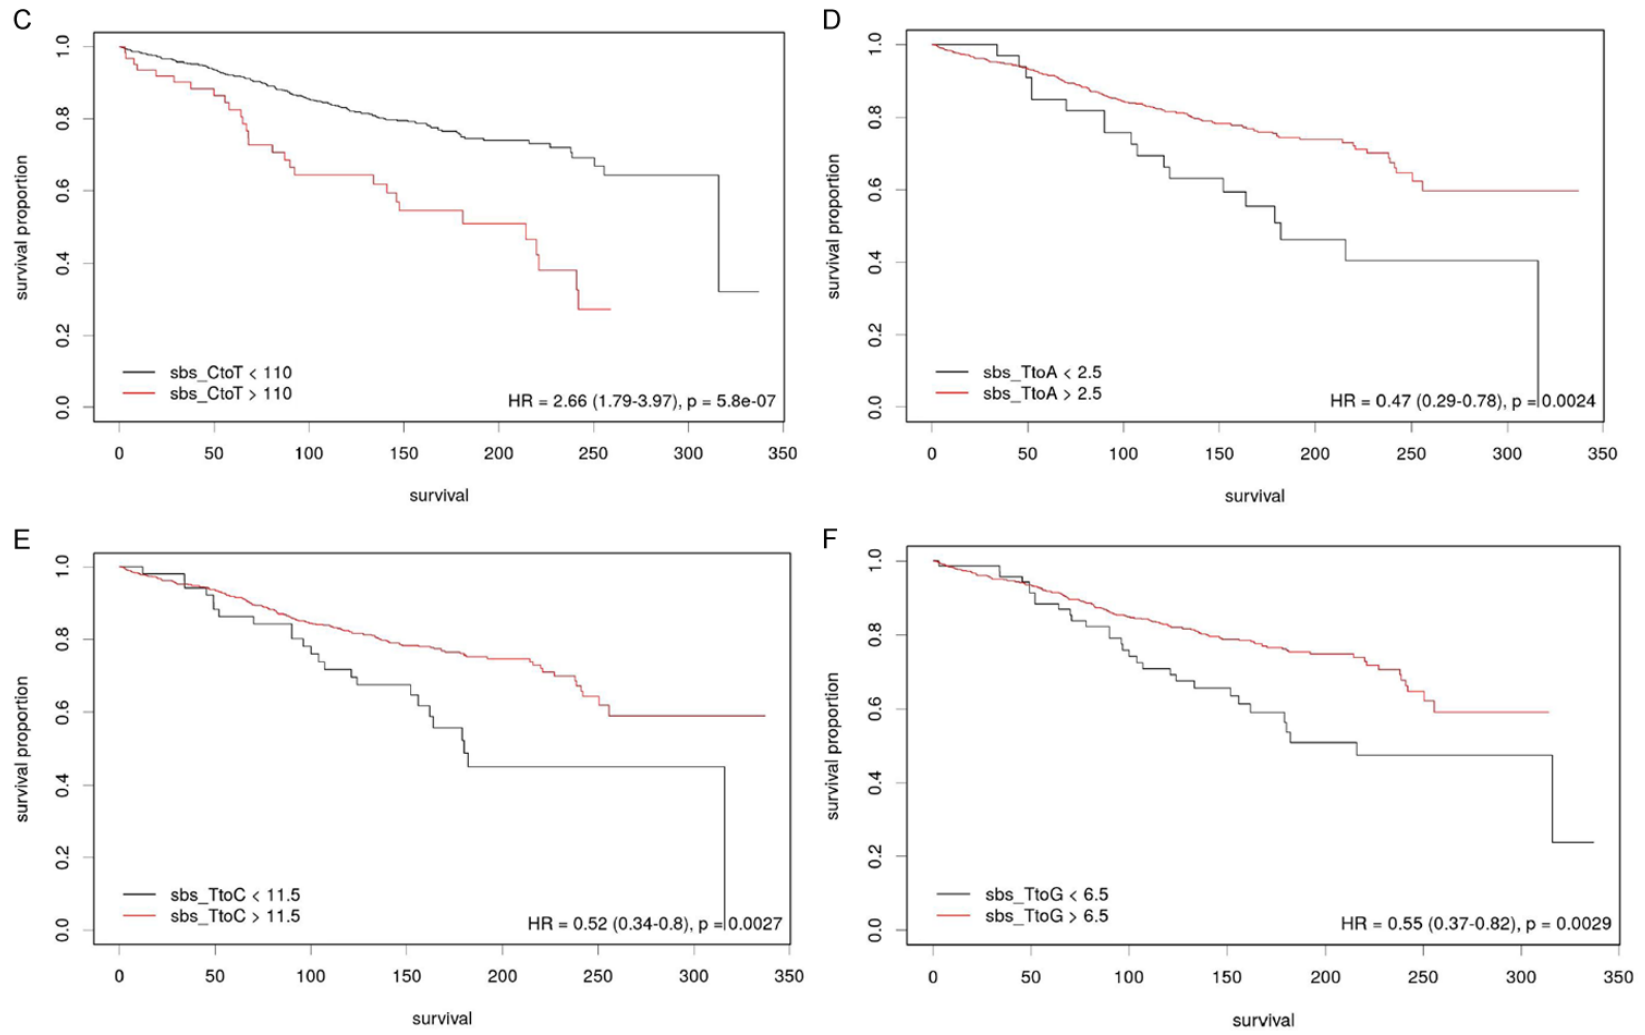 C
survival proportion
1.0
0.8
0.6
0.4
0.2
0.0
sbs_CtoT < 110
sbs_CtoT > 110
HR = 2.66 (1.79-3.97), p = 5.8e-07
0 50 100 150 200 250 300 350
survival
D
survival proportion
1.0
0.8
0.6
0.4
0.2
0.0
sbs_TtoA < 2.5
sbs_TtoA > 2.5
HR = 0.47 (0.29-0.78), p = 0.0024
0 50 100 150 200 250 300 350
survival
E
survival proportion
1.0
0.8
0.6
0.4
0.2
0.0
sbs_TtoC < 11.5
sbs_TtoC > 11.5
HR = 0.52 (0.34-0.8), p = 0.0027
0 50 100 150 200 250 300 350
survival
F
survival proportion
1.0
0.8
0.6
0.4
0.2
0.0
sbs_TtoG < 6.5
sbs_TtoG > 6.5
HR = 0.55 (0.37-0.82), p = 0.0029
0 50 100 150 200 250 300 350
survival